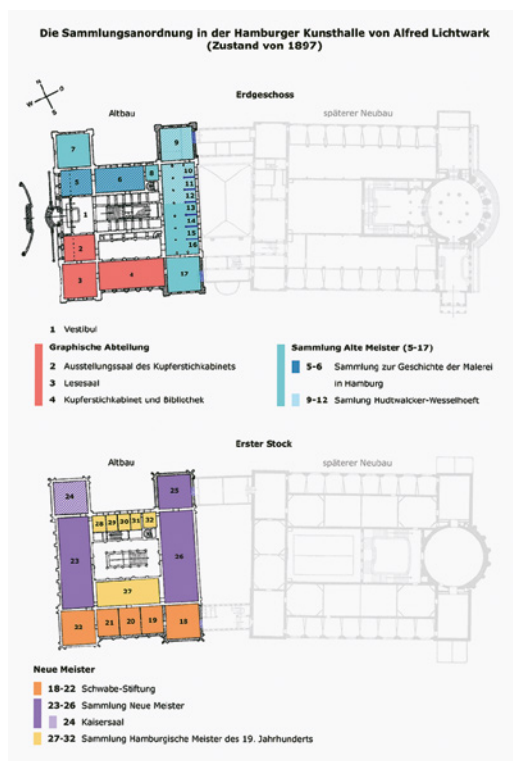 Die Sammlungsanordnung in der Hamburger Kunsthalle von Alfred Lichtwark
(Zustand von 1897)
N
W O
S
Erdgeschoss
Altbau
späterer Neubau
7
9
5
6
8
10
11
12
1
13
14
2
15
16
3
4
17
1 Vestibul
Graphische Abteilung
2 Ausstellungssaal des Kupferstichkabinets
3 Lesesaal
4 Kupferstichkabinet und Bibliothek
Sammlung Alte Meister (5-17)
5-6 Sammlung zur Geschichte der Malerei
in Hamburg
9-12 Samlung Hudtwalcker-Wesselhoeft
Erster Stock
Altbau
späterer Neubau
24
25
28 29 30 31 32
23
26
27
22
21
20
19
18
Neue Meister
18-22 Schwabe-Stiftung
23-26 Sammlung Neue Meister
24 Kaisersaal
27-32 Sammlung Hamburgische Meister des 19. Jahrhunderts